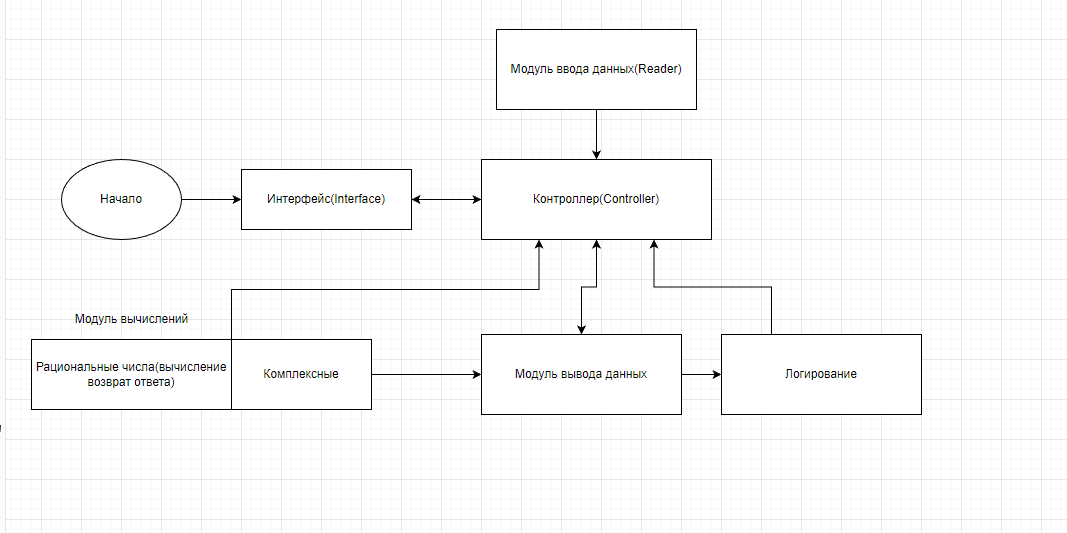 Модуль ввода данных(Reader)
Начало
Интерфейс(Interface)
Контроллер(Controller)
Модуль вычислений
Рациональные числа(вычисление
возврат ответа)
Комплексные
Модуль вывода данных
Логирование